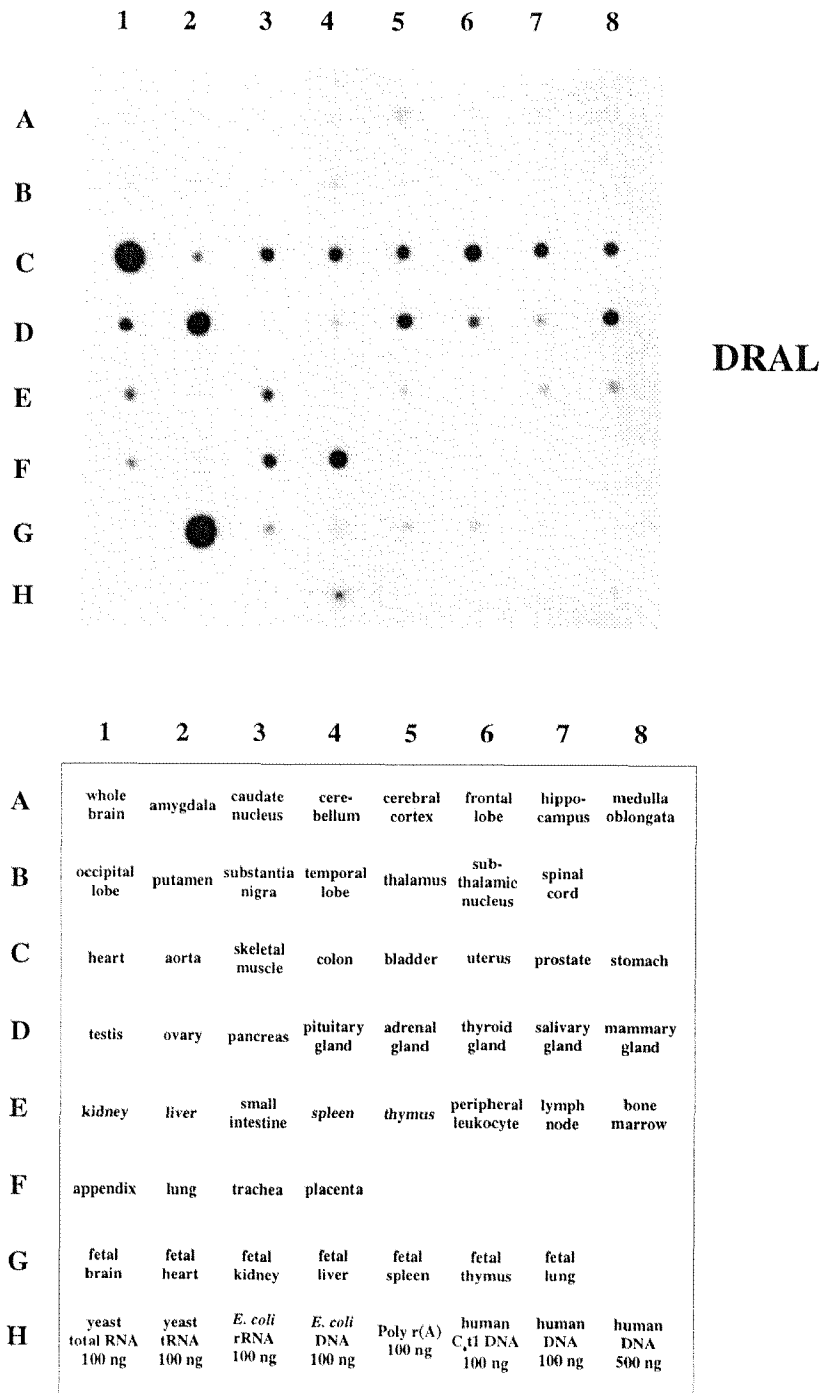 1 2 3 4 5 6 7 8
A
B
C
D
DRAL
E
F
G
H
1 2 3 4 5 6 7 8
A whole brain amygdala caudate nucleus cere-bellum cerebral cortex frontal lobe hippo-campus medulla oblongata
B occipital lobe putamen substantia nigra temporal lobe thalamus sub-thalamic nucleus spinal cord
C heart aorta skeletal muscle colon bladder uterus prostate stomach
D testis ovary pancreas pituitary gland adrenal gland thyroid gland salivary gland mammary gland
E kidney liver small intestine spleen thymus peripheral leukocyte lymph node bone marrow
F appendix lung trachea placenta
G fetal brain fetal heart fetal kidney fetal liver fetal spleen fetal thymus fetal lung
H yeast total RNA 100 ng yeast tRNA 100 ng E. coli rRNA 100 ng E. coli DNA 100 ng Poly r(A) 100 ng human C₀t1 DNA 100 ng human DNA 100 ng human DNA 500 ng